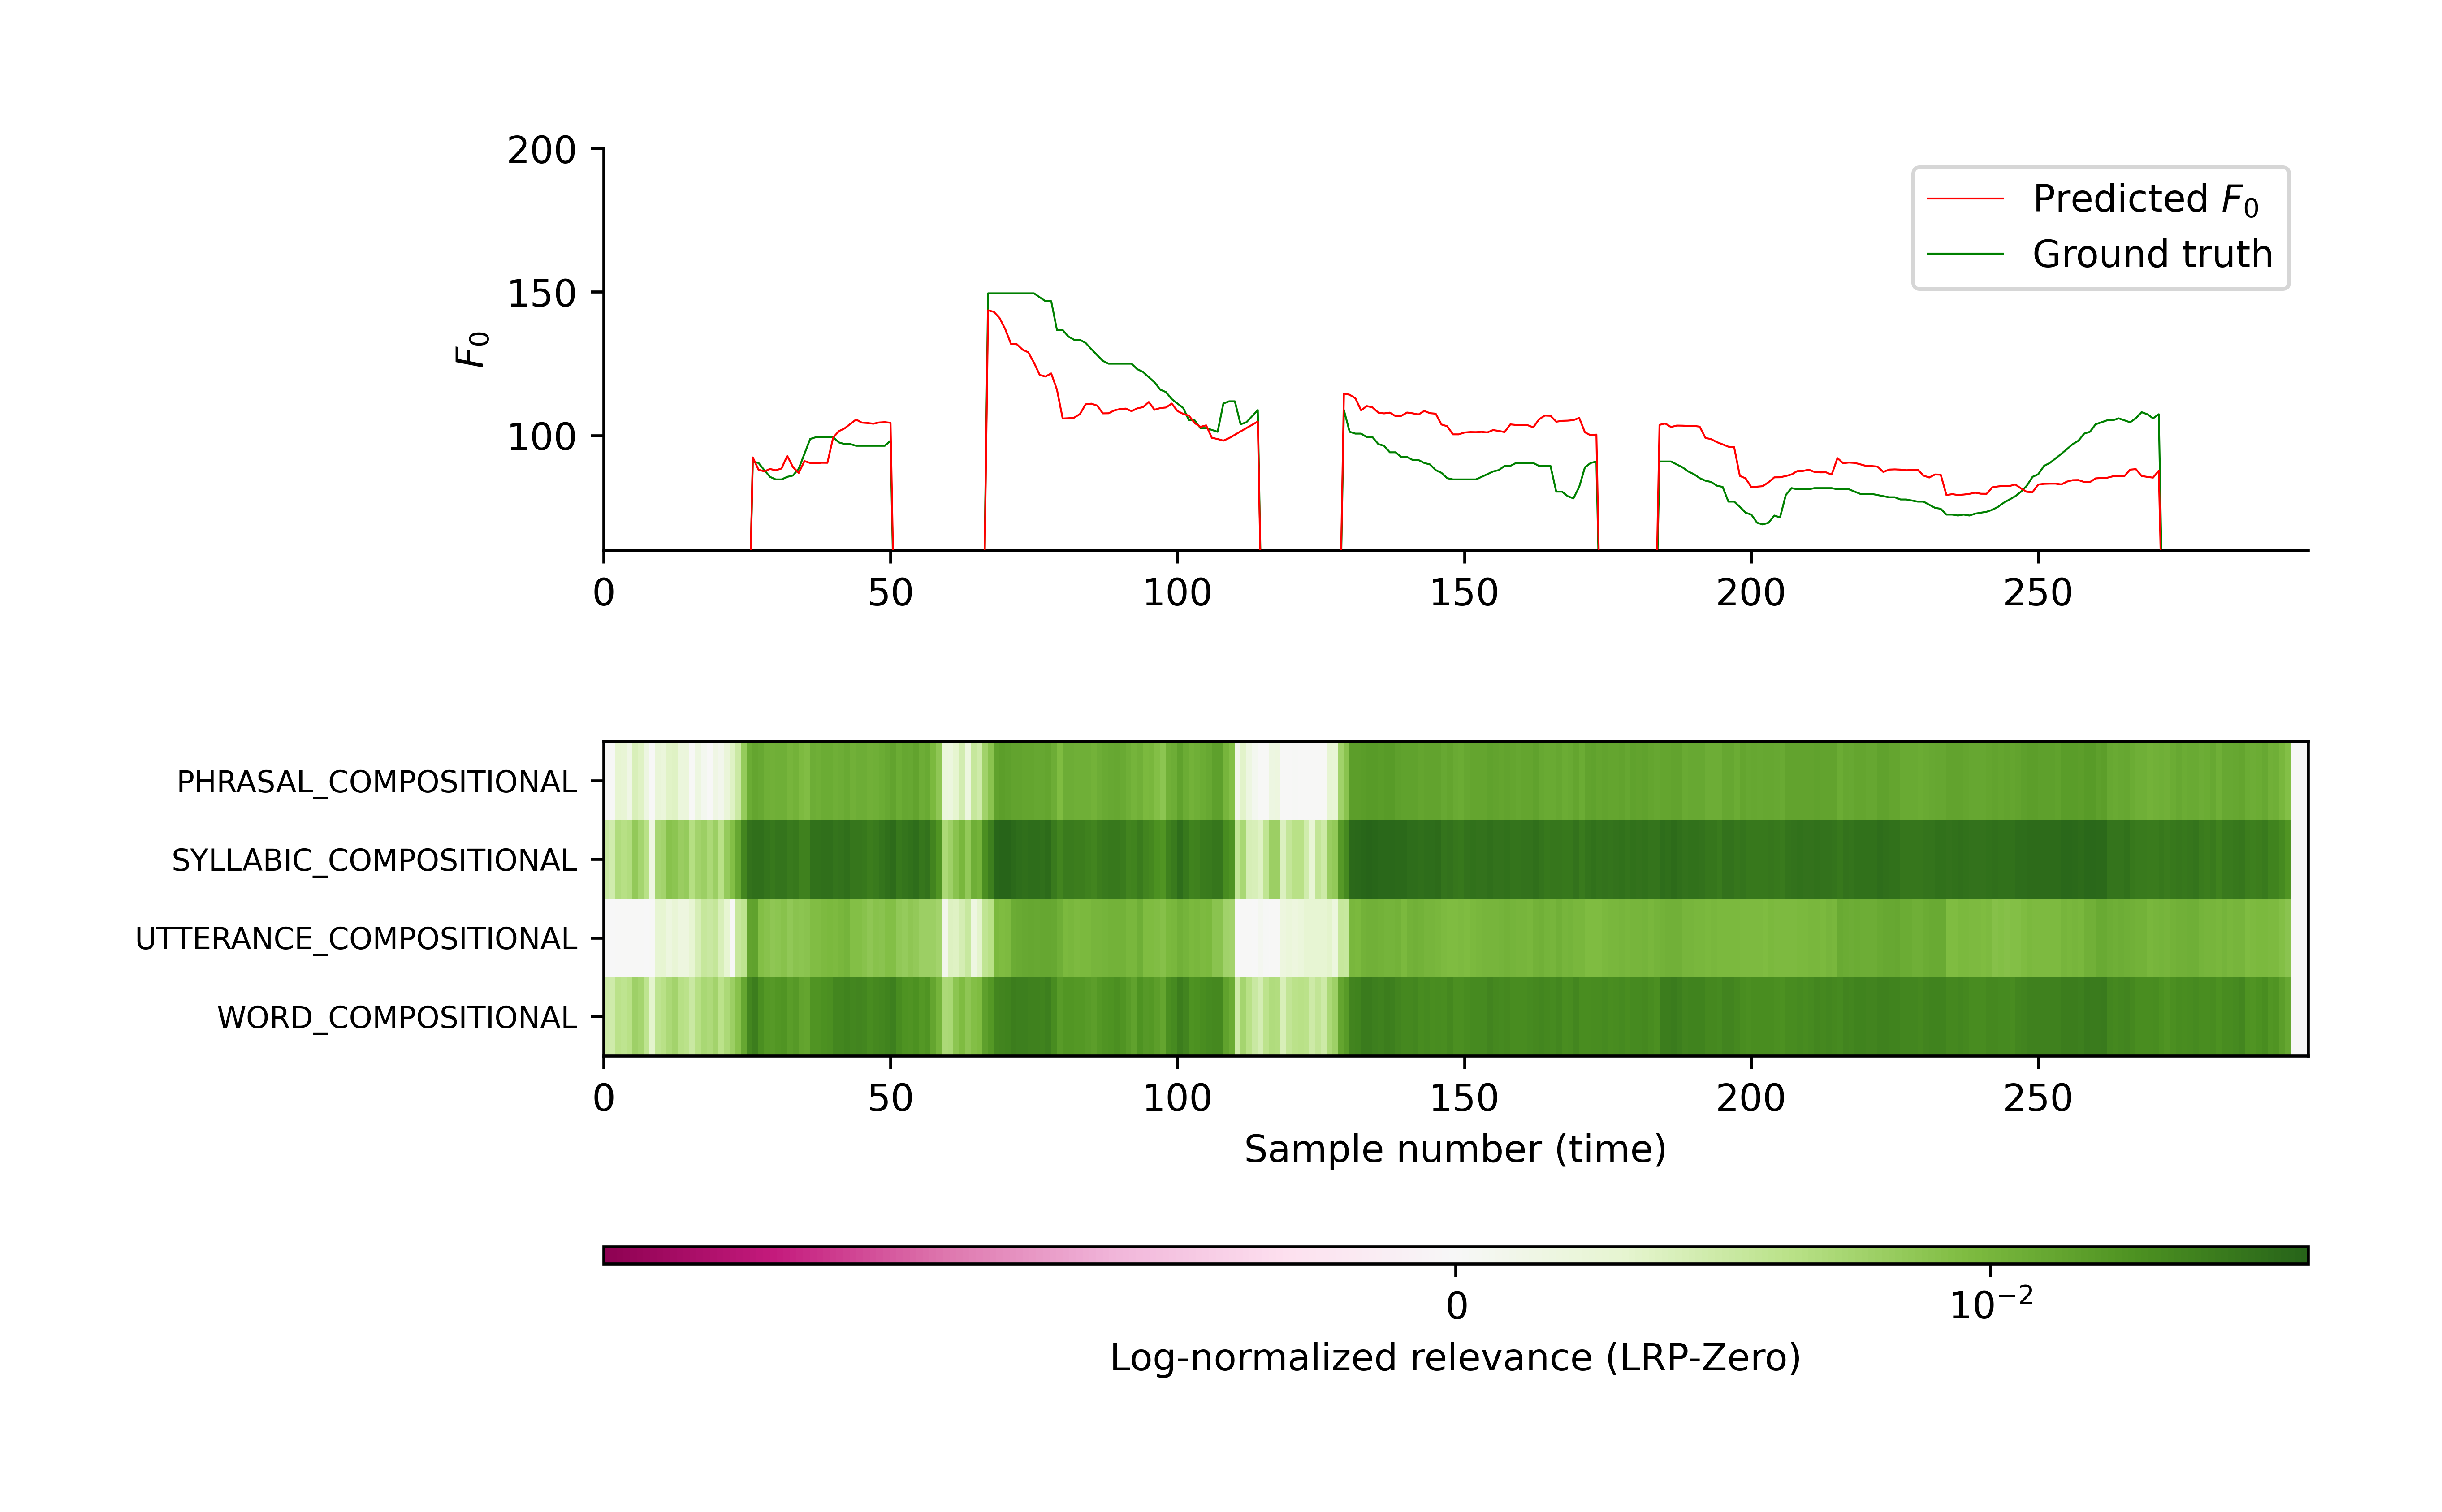 200
150
100
F₀
Predicted F₀
Ground truth
0 50 100 150 200 250
PHRASAL_COMPOSITIONAL
SYLLABIC_COMPOSITIONAL
UTTERANCE_COMPOSITIONAL
WORD_COMPOSITIONAL
0 50 100 150 200 250
Sample number (time)
0 10⁻²
Log-normalized relevance (LRP-Zero)